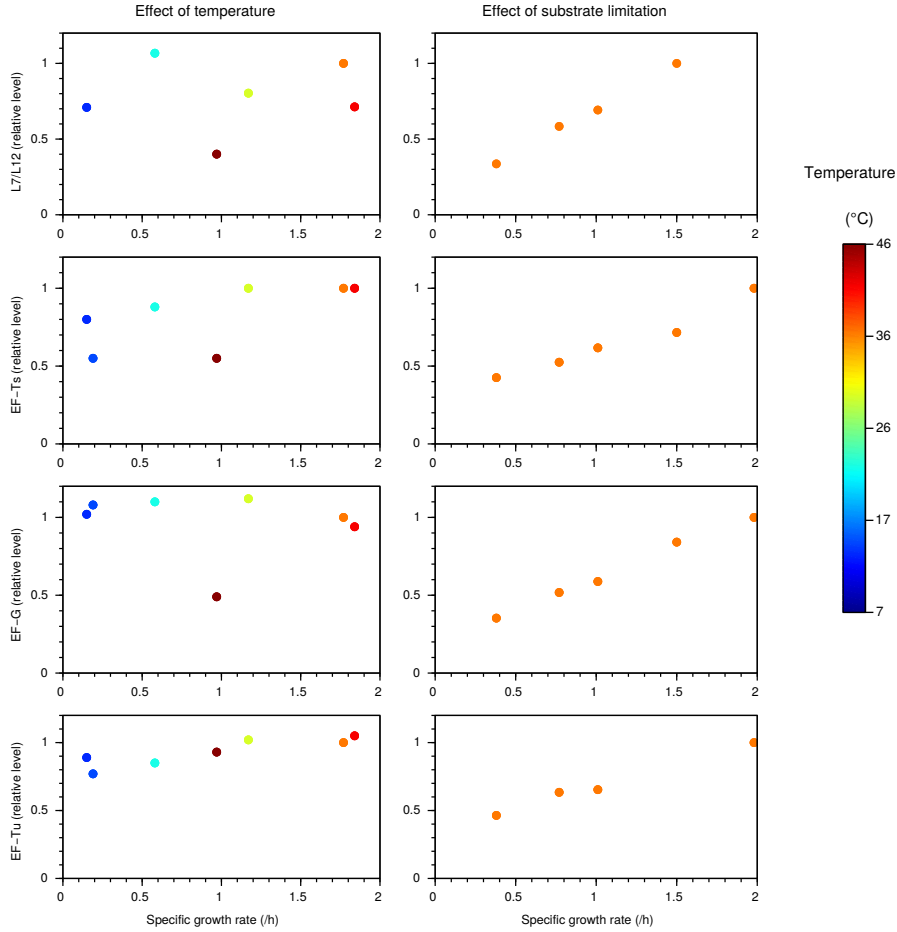 Effect of temperature
Effect of substrate limitation
L7/L12 (relative level)
1
0.5
0
0 0.5 1 1.5 2
1
0.5
0
0 0.5 1 1.5 2
EF−Ts (relative level)
1
0.5
0
0 0.5 1 1.5 2
1
0.5
0
0 0.5 1 1.5 2
EF−G (relative level)
1
0.5
0
0 0.5 1 1.5 2
1
0.5
0
0 0.5 1 1.5 2
EF−Tu (relative level)
1
0.5
0
0 0.5 1 1.5 2
Specific growth rate (/h)
1
0.5
0
0 0.5 1 1.5 2
Specific growth rate (/h)
Temperature
(°C)
46
36
26
17
7